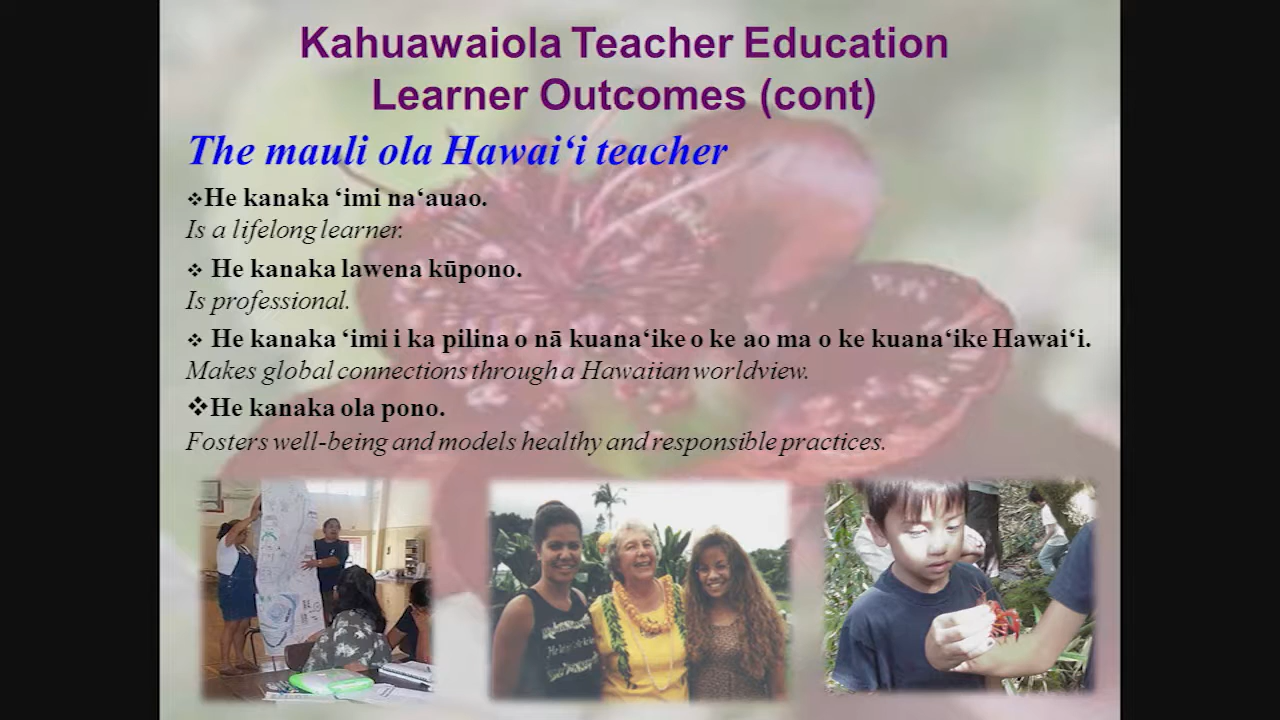 Kahuawaiola Teacher Education
Learner Outcomes (cont)
The mauli ola Hawaiʻi teacher
❖He kanaka ʻimi naʻauao.
Is a lifelong learner.
❖ He kanaka lawena kūpono.
Is professional.
❖ He kanaka ʻimi i ka pilina o nā kuanaʻike o ke ao ma o ke kuanaʻike Hawaiʻi.
Makes global connections through a Hawaiian worldview.
❖He kanaka ola pono.
Fosters well-being and models healthy and responsible practices.